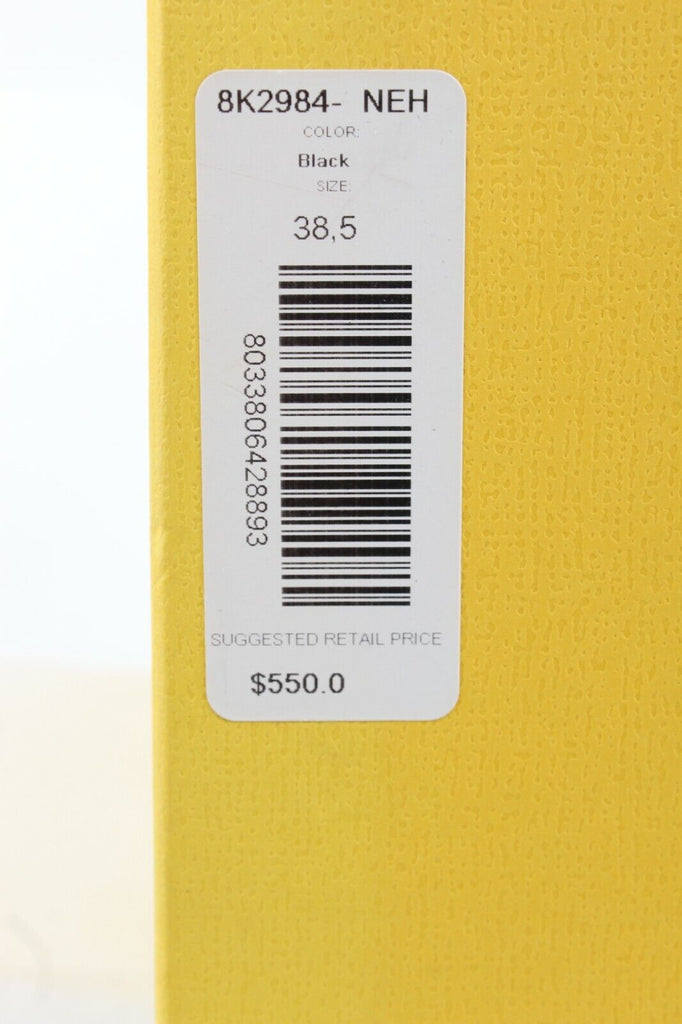 8K2984- NEH
COLOR:
Black
SIZE:
38,5
8033806428893
SUGGESTED RETAIL PRICE
$550.0